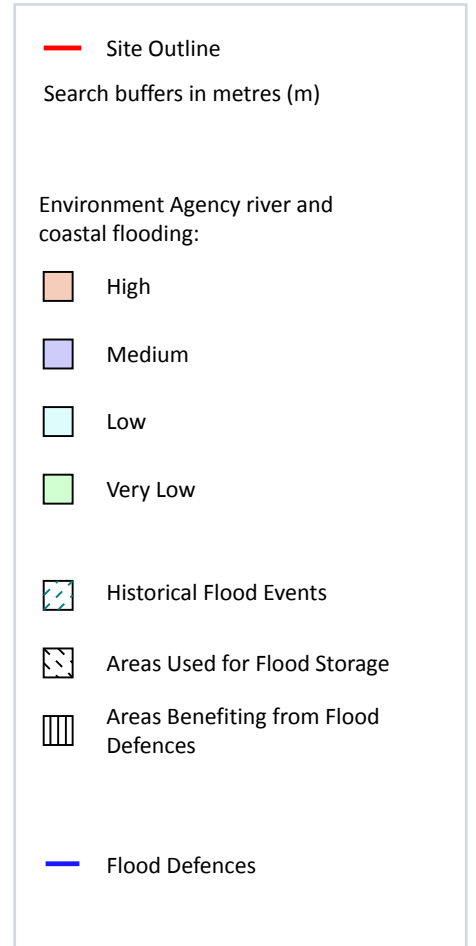 Site Outline
Search buffers in metres (m)
Environment Agency river and
coastal flooding:
High
Medium
Low
Very Low
Historical Flood Events
Areas Used for Flood Storage
Areas Benefiting from Flood
Defences
Flood Defences